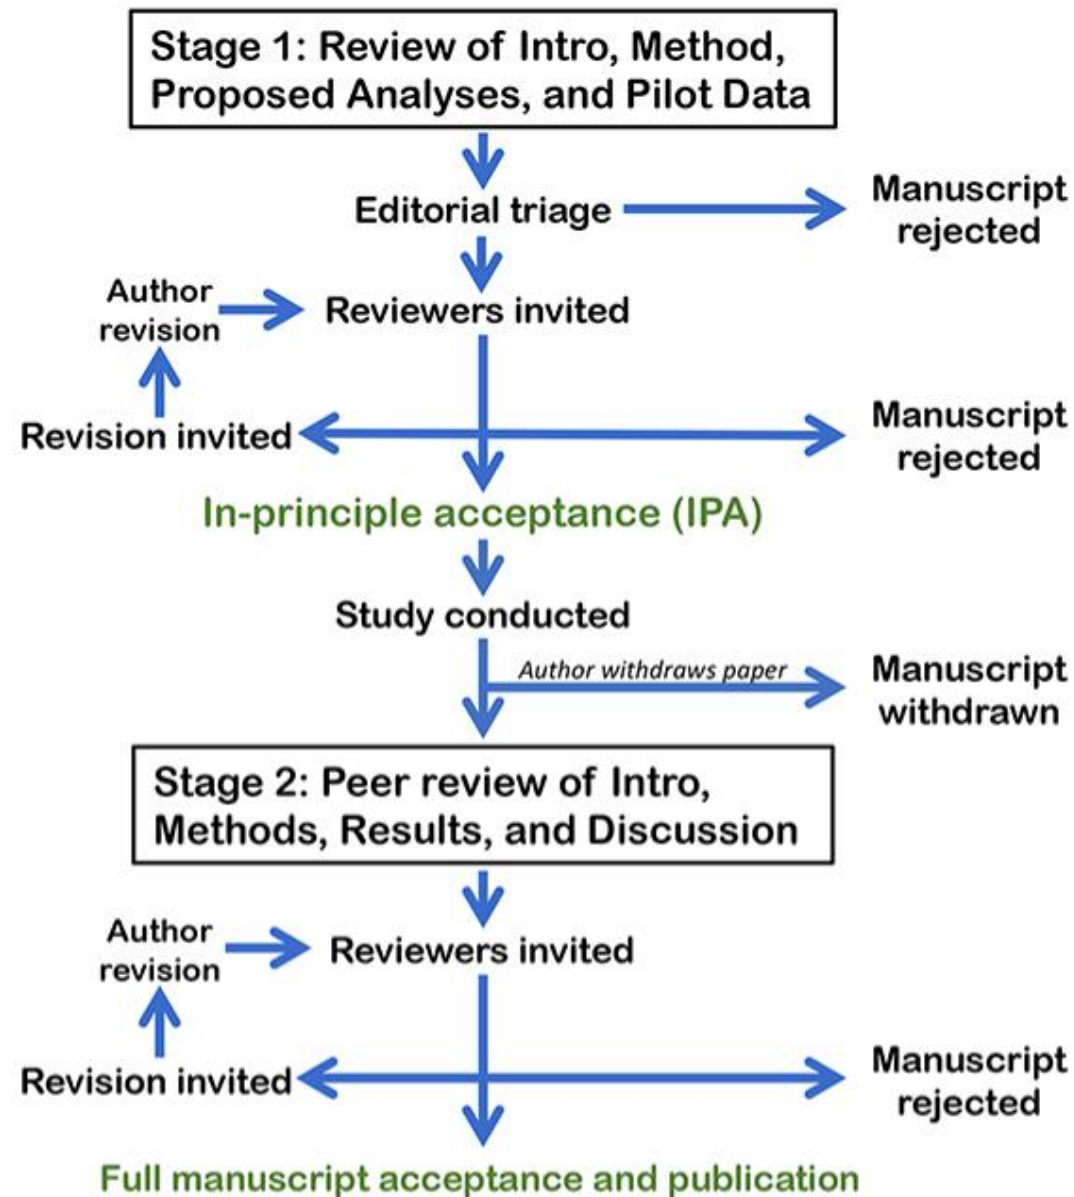 Stage 1: Review of Intro, Method,
Proposed Analyses, and Pilot Data
Editorial triage
Manuscript
rejected
Author
revision
Reviewers invited
Revision invited
Manuscript
rejected
In-principle acceptance (IPA)
Study conducted
Author withdraws paper
Manuscript
withdrawn
Stage 2: Peer review of Intro,
Methods, Results, and Discussion
Author
revision
Reviewers invited
Revision invited
Manuscript
rejected
Full manuscript acceptance and publication